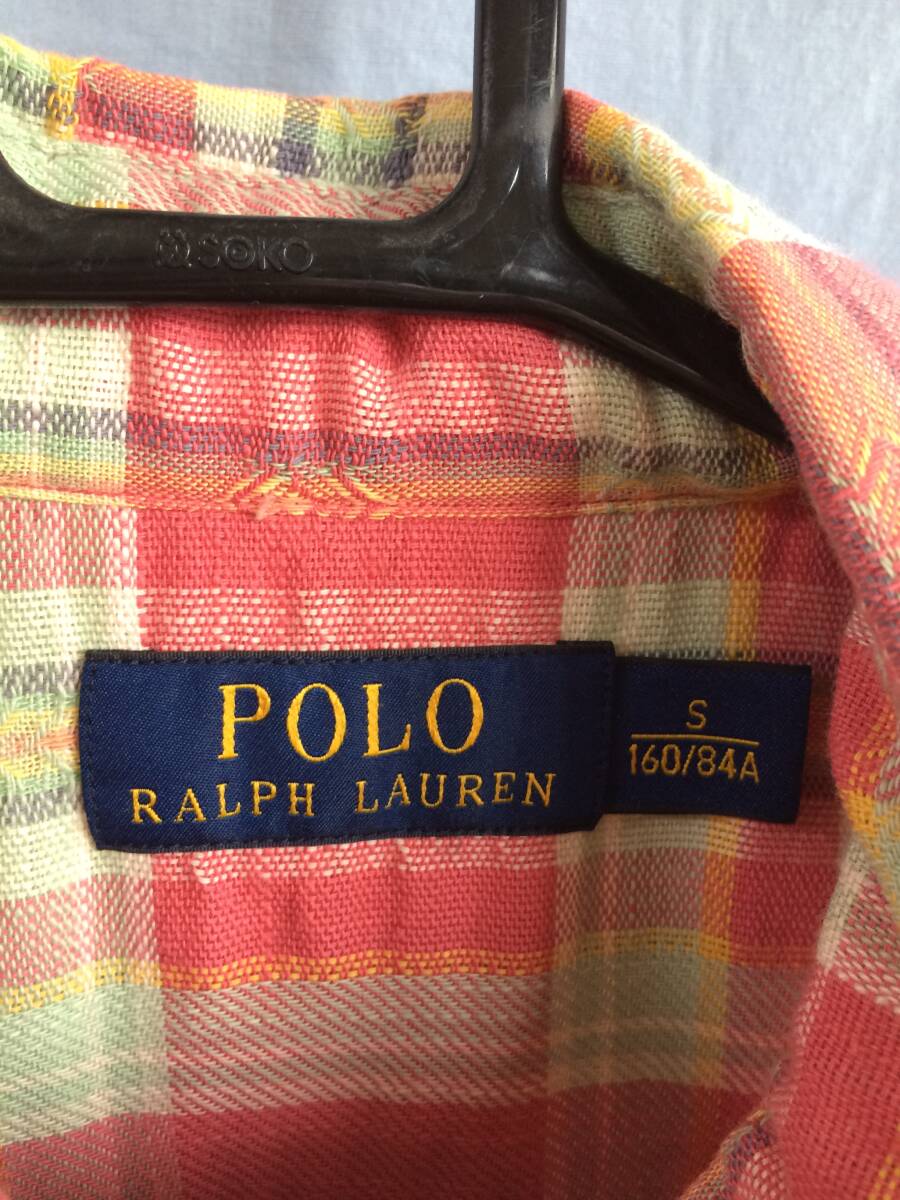 SOKO
POLO
RALPH LAUREN
S
160/84A